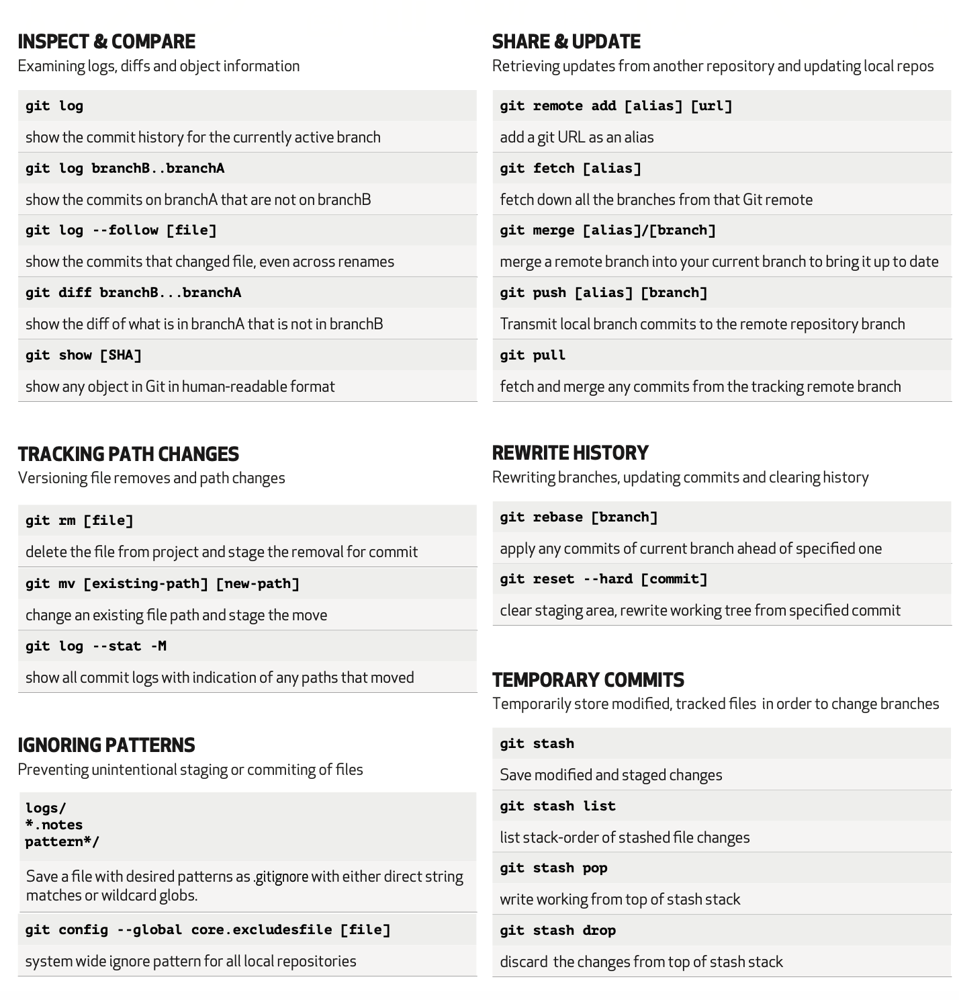 INSPECT & COMPARE
Examining logs, diffs and object information
git log
show the commit history for the currently active branch
git log branchB..branchA
show the commits on branchA that are not on branchB
git log --follow [file]
show the commits that changed file, even across renames
git diff branchB...branchA
show the diff of what is in branchA that is not in branchB
git show [SHA]
show any object in Git in human-readable format
TRACKING PATH CHANGES
Versioning file removes and path changes
git rm [file]
delete the file from project and stage the removal for commit
git mv [existing-path] [new-path]
change an existing file path and stage the move
git log --stat -M
show all commit logs with indication of any paths that moved
IGNORING PATTERNS
Preventing unintentional staging or commiting of files
logs/
*.notes
pattern*/
Save a file with desired patterns as .gitignore with either direct string
matches or wildcard globs.
git config --global core.excludesfile [file]
system wide ignore pattern for all local repositories
SHARE & UPDATE
Retrieving updates from another repository and updating local repos
git remote add [alias] [url]
add a git URL as an alias
git fetch [alias]
fetch down all the branches from that Git remote
git merge [alias]/[branch]
merge a remote branch into your current branch to bring it up to date
git push [alias] [branch]
Transmit local branch commits to the remote repository branch
git pull
fetch and merge any commits from the tracking remote branch
REWRITE HISTORY
Rewriting branches, updating commits and clearing history
git rebase [branch]
apply any commits of current branch ahead of specified one
git reset --hard [commit]
clear staging area, rewrite working tree from specified commit
TEMPORARY COMMITS
Temporarily store modified, tracked files in order to change branches
git stash
Save modified and staged changes
git stash list
list stack-order of stashed file changes
git stash pop
write working from top of stash stack
git stash drop
discard the changes from top of stash stack